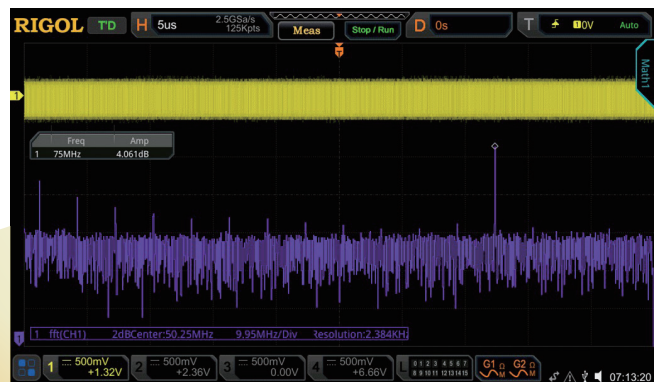 RIGOL T'D H 5us 2.5GSa/s 125Kpts Meas Stop / Run D 0s T 1 0V Auto
T
Math1
1
Freq Amp
1 75MHz 4.061dB
1 fft(CH1) 2dB Center:50.25MHz 9.95MHz/Div Resolution:2.384KHz
1
1 500mV +1.32V 2 500mV +2.36V 3 500mV 0.00V 4 500mV +6.66V L 0 1 2 3 4 5 6 7 G1 G2
8 9 10 11 12 13 14 15 M M
07:13:20